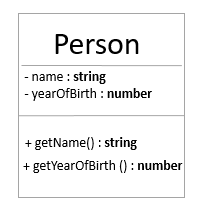 Person
- name : string
- yearOfBirth : number
+ getName() : string
+ getYearOfBirth () : number